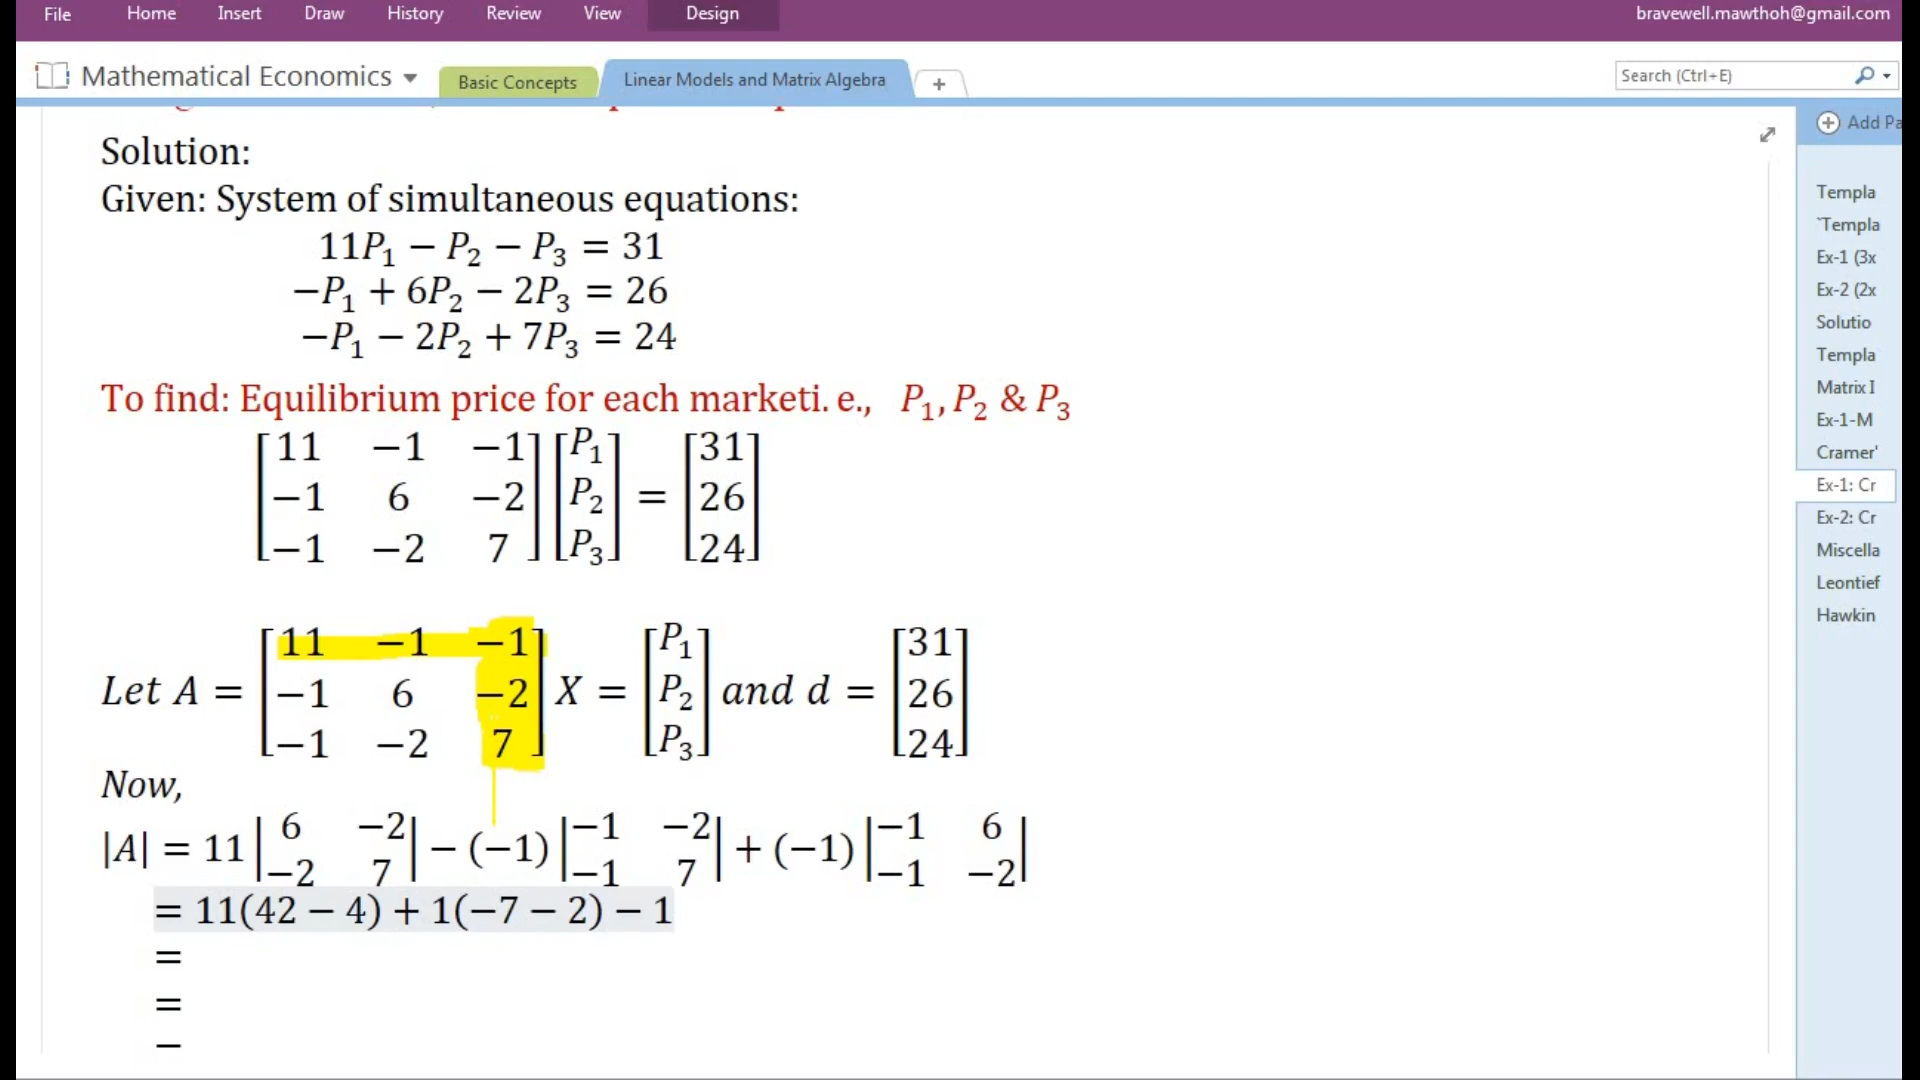 File Home Insert Draw History Review View Design bravewell.mawthoh@gmail.com
Mathematical Economics Basic Concepts Linear Models and Matrix Algebra + Search (Ctrl+E)
Add Pa
Solution:
Given: System of simultaneous equations:
11P₁ − P₂ − P₃ = 31
−P₁ + 6P₂ − 2P₃ = 26
−P₁ − 2P₂ + 7P₃ = 24
To find: Equilibrium price for each marketi. e., P₁, P₂ & P₃
[11 −1 −1] [P₁] [31]
[−1 6 −2] [P₂] = [26]
[−1 −2 7] [P₃] [24]
[11 −1 −1] [P₁] [31]
Let A = [−1 6 −2] X = [P₂] and d = [26]
[−1 −2 7] [P₃] [24]
Now,
|A| = 11 |6 −2| − (−1) |−1 −2| + (−1) |−1 6|
|−2 7| |−1 7| |−1 −2|
= 11(42 − 4) + 1(−7 − 2) − 1
=
=
Templa
`Templa
Ex-1 (3x
Ex-2 (2x
Solutio
Templa
Matrix I
Ex-1-M
Cramer'
Ex-1: Cr
Ex-2: Cr
Miscella
Leontief
Hawkin